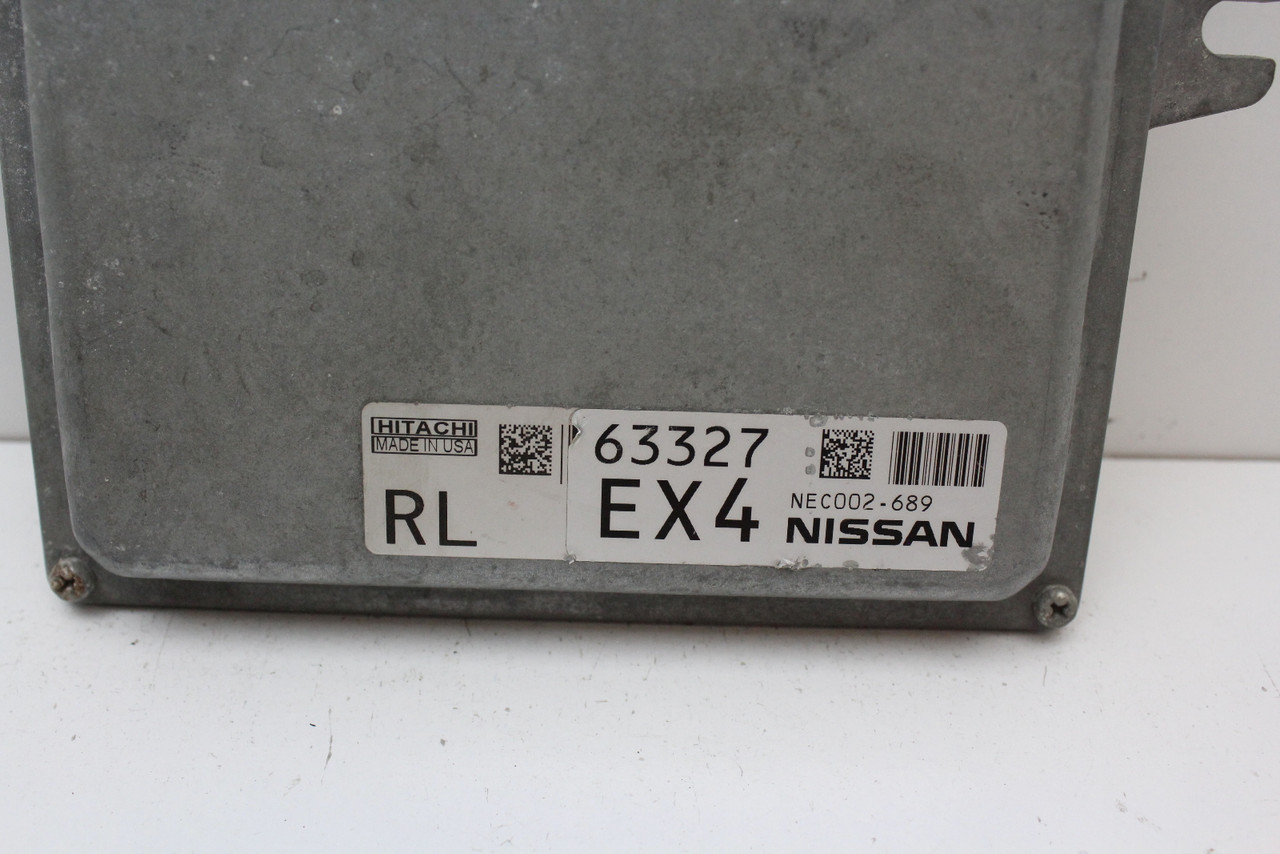 HITACHI
MADE IN USA
63327
RL
EX4
NEC002-689
NISSAN